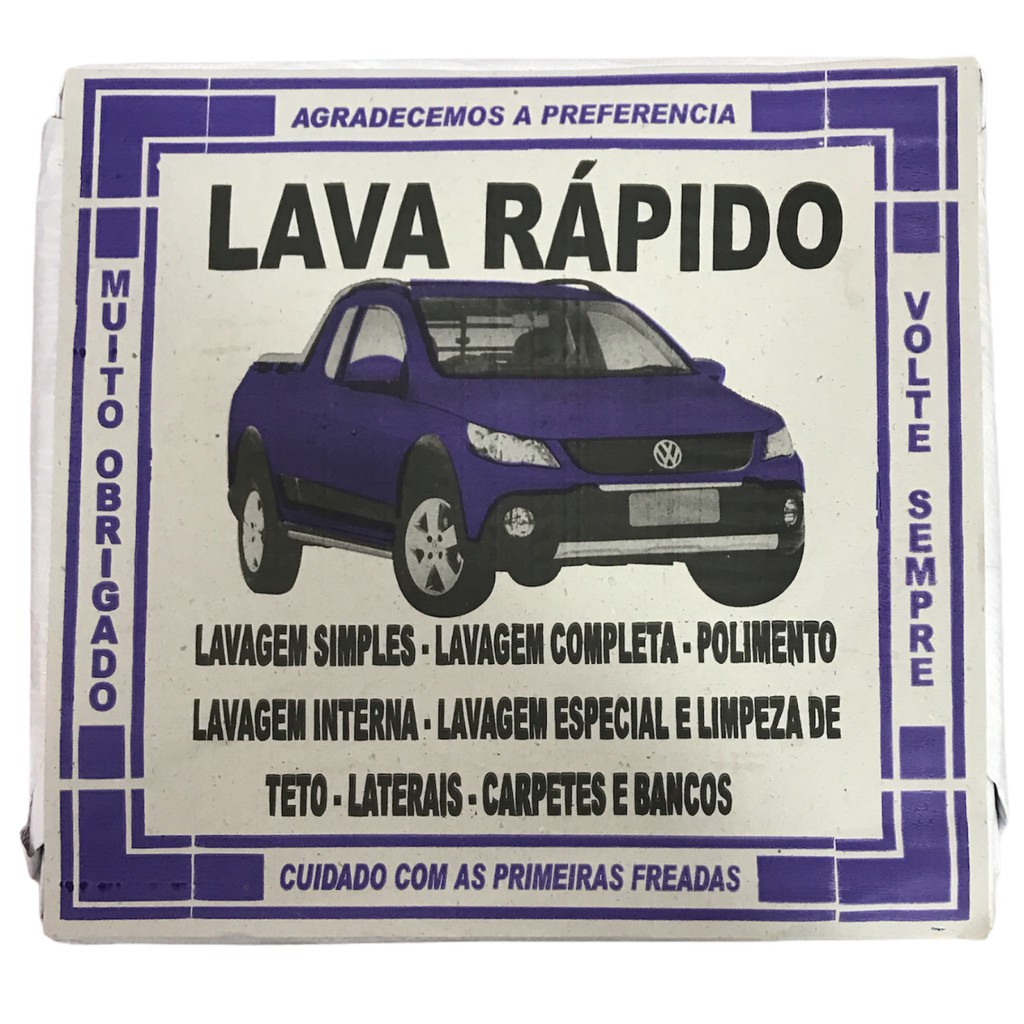 AGRADECEMOS A PREFERENCIA
LAVA RÁPIDO
MUITO OBRIGADO
VOLTE SEMPRE
LAVAGEM SIMPLES - LAVAGEM COMPLETA - POLIMENTO
LAVAGEM INTERNA - LAVAGEM ESPECIAL E LIMPEZA DE
TETO - LATERAIS - CARPETES E BANCOS
CUIDADO COM AS PRIMEIRAS FREADAS